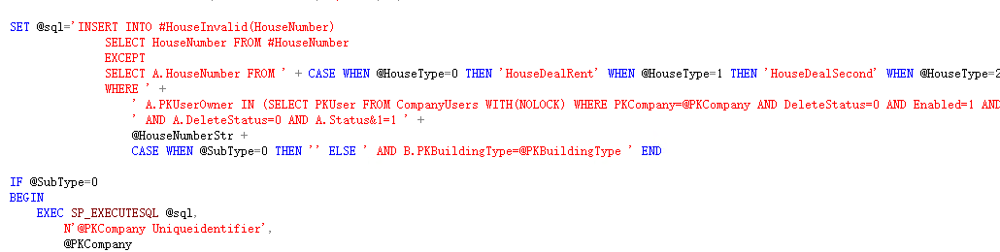 SET @sql='INSERT INTO #HouseInvalid(HouseNumber)
SELECT HouseNumber FROM #HouseNumber
EXCEPT
SELECT A.HouseNumber FROM ' + CASE WHEN @HouseType=0 THEN 'HouseDealRent' WHEN @HouseType=1 THEN 'HouseDealSecond' WHEN @HouseType=2
WHERE ' +
' A.PKUserOwner IN (SELECT PKUser FROM CompanyUsers WITH(NOLOCK) WHERE PKCompany=@PKCompany AND DeleteStatus=0 AND Enabled=1 AND
' AND A.DeleteStatus=0 AND A.Status&1=1 ' +
@HouseNumberStr +
CASE WHEN @SubType=0 THEN '' ELSE ' AND B.PKBuildingType=@PKBuildingType ' END
IF @SubType=0
BEGIN
EXEC SP_EXECUTESQL @sql,
N'@PKCompany Uniqueidentifier',
@PKCompany